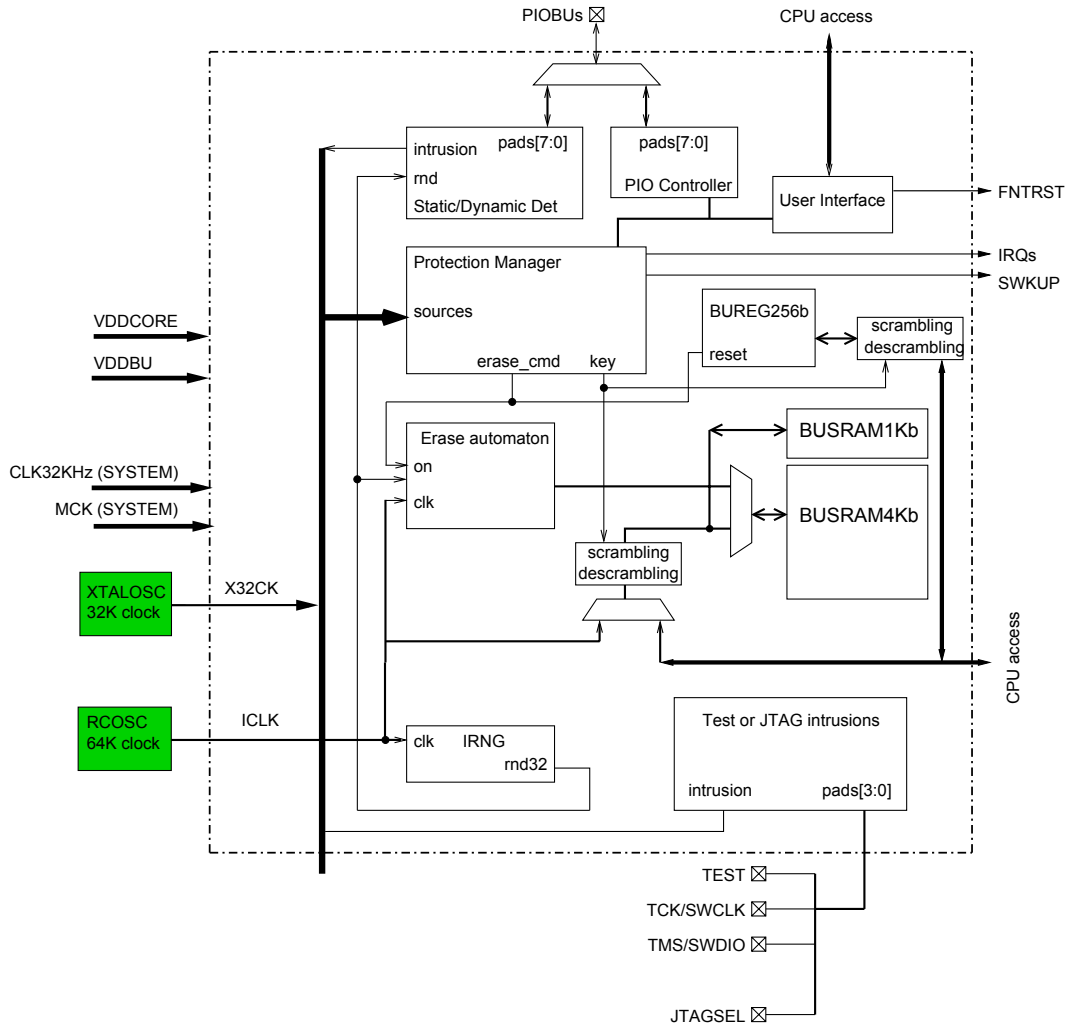 PIOBUs
CPU access
intrusion
pads[7:0]
rnd
Static/Dynamic Det
pads[7:0]
PIO Controller
User Interface
FNTRST
Protection Manager
IRQs
SWKUP
sources
erase_cmd
key
BUREG256b
reset
scrambling
descrambling
VDDCORE
VDDBU
Erase automaton
on
clk
BUSRAM1Kb
BUSRAM4Kb
CLK32KHz (SYSTEM)
MCK (SYSTEM)
scrambling
descrambling
XTALOSC
32K clock
X32CK
CPU access
RCOSC
64K clock
ICLK
clk
IRNG
rnd32
Test or JTAG intrusions
intrusion
pads[3:0]
TEST
TCK/SWCLK
TMS/SWDIO
JTAGSEL